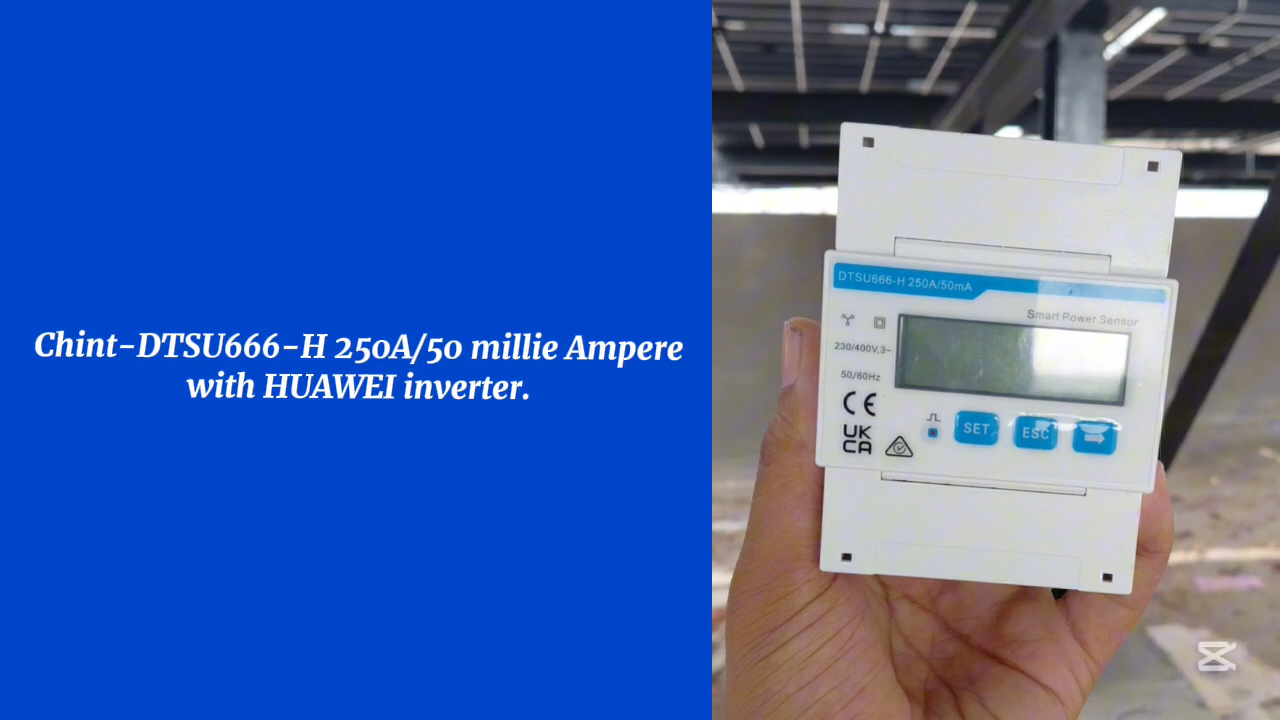 Chint-DTSU666-H 250A/50 millie Ampere
with HUAWEI inverter.
DTSU666-H 250A/50mA
Smart Power Sensor
230/400V,3~
50/60Hz
CE
UK
CA
SET
ESC